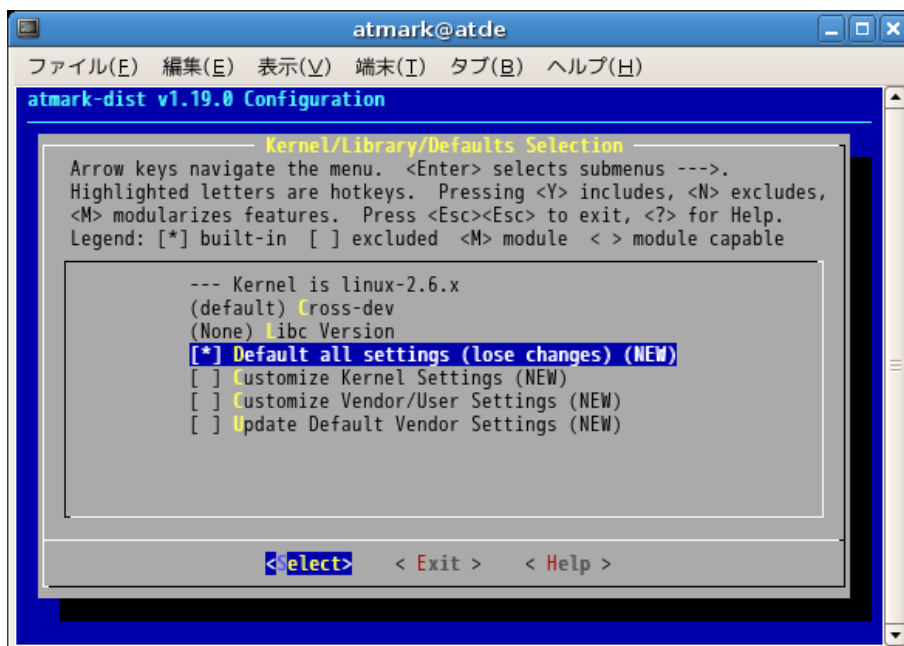 atmark@atde
ファイル(F) 編集(E) 表示(V) 端末(T) タブ(B) ヘルプ(H)
atmark-dist v1.19.0 Configuration
Kernel/Library/Defaults Selection
Arrow keys navigate the menu.  <Enter> selects submenus --->.
Highlighted letters are hotkeys.  Pressing <Y> includes, <N> excludes,
<M> modularizes features.  Press <Esc><Esc> to exit, <?> for Help.
Legend: [*] built-in  [ ] excluded  <M> module  < > module capable
--- Kernel is linux-2.6.x
(default) Cross-dev
(None) Libc Version
[*] Default all settings (lose changes) (NEW)
[ ] Customize Kernel Settings (NEW)
[ ] Customize Vendor/User Settings (NEW)
[ ] Update Default Vendor Settings (NEW)
<Select>    < Exit >    < Help >